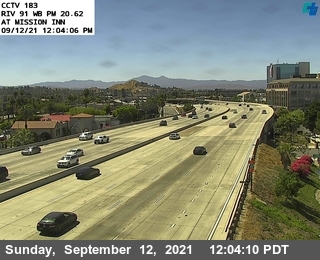 CCTV 183
RIV 91 WB PM 20.62
AT MISSION INN
09/12/21 12:04:06 PM
Sunday, September 12, 2021 12:04:10 PDT